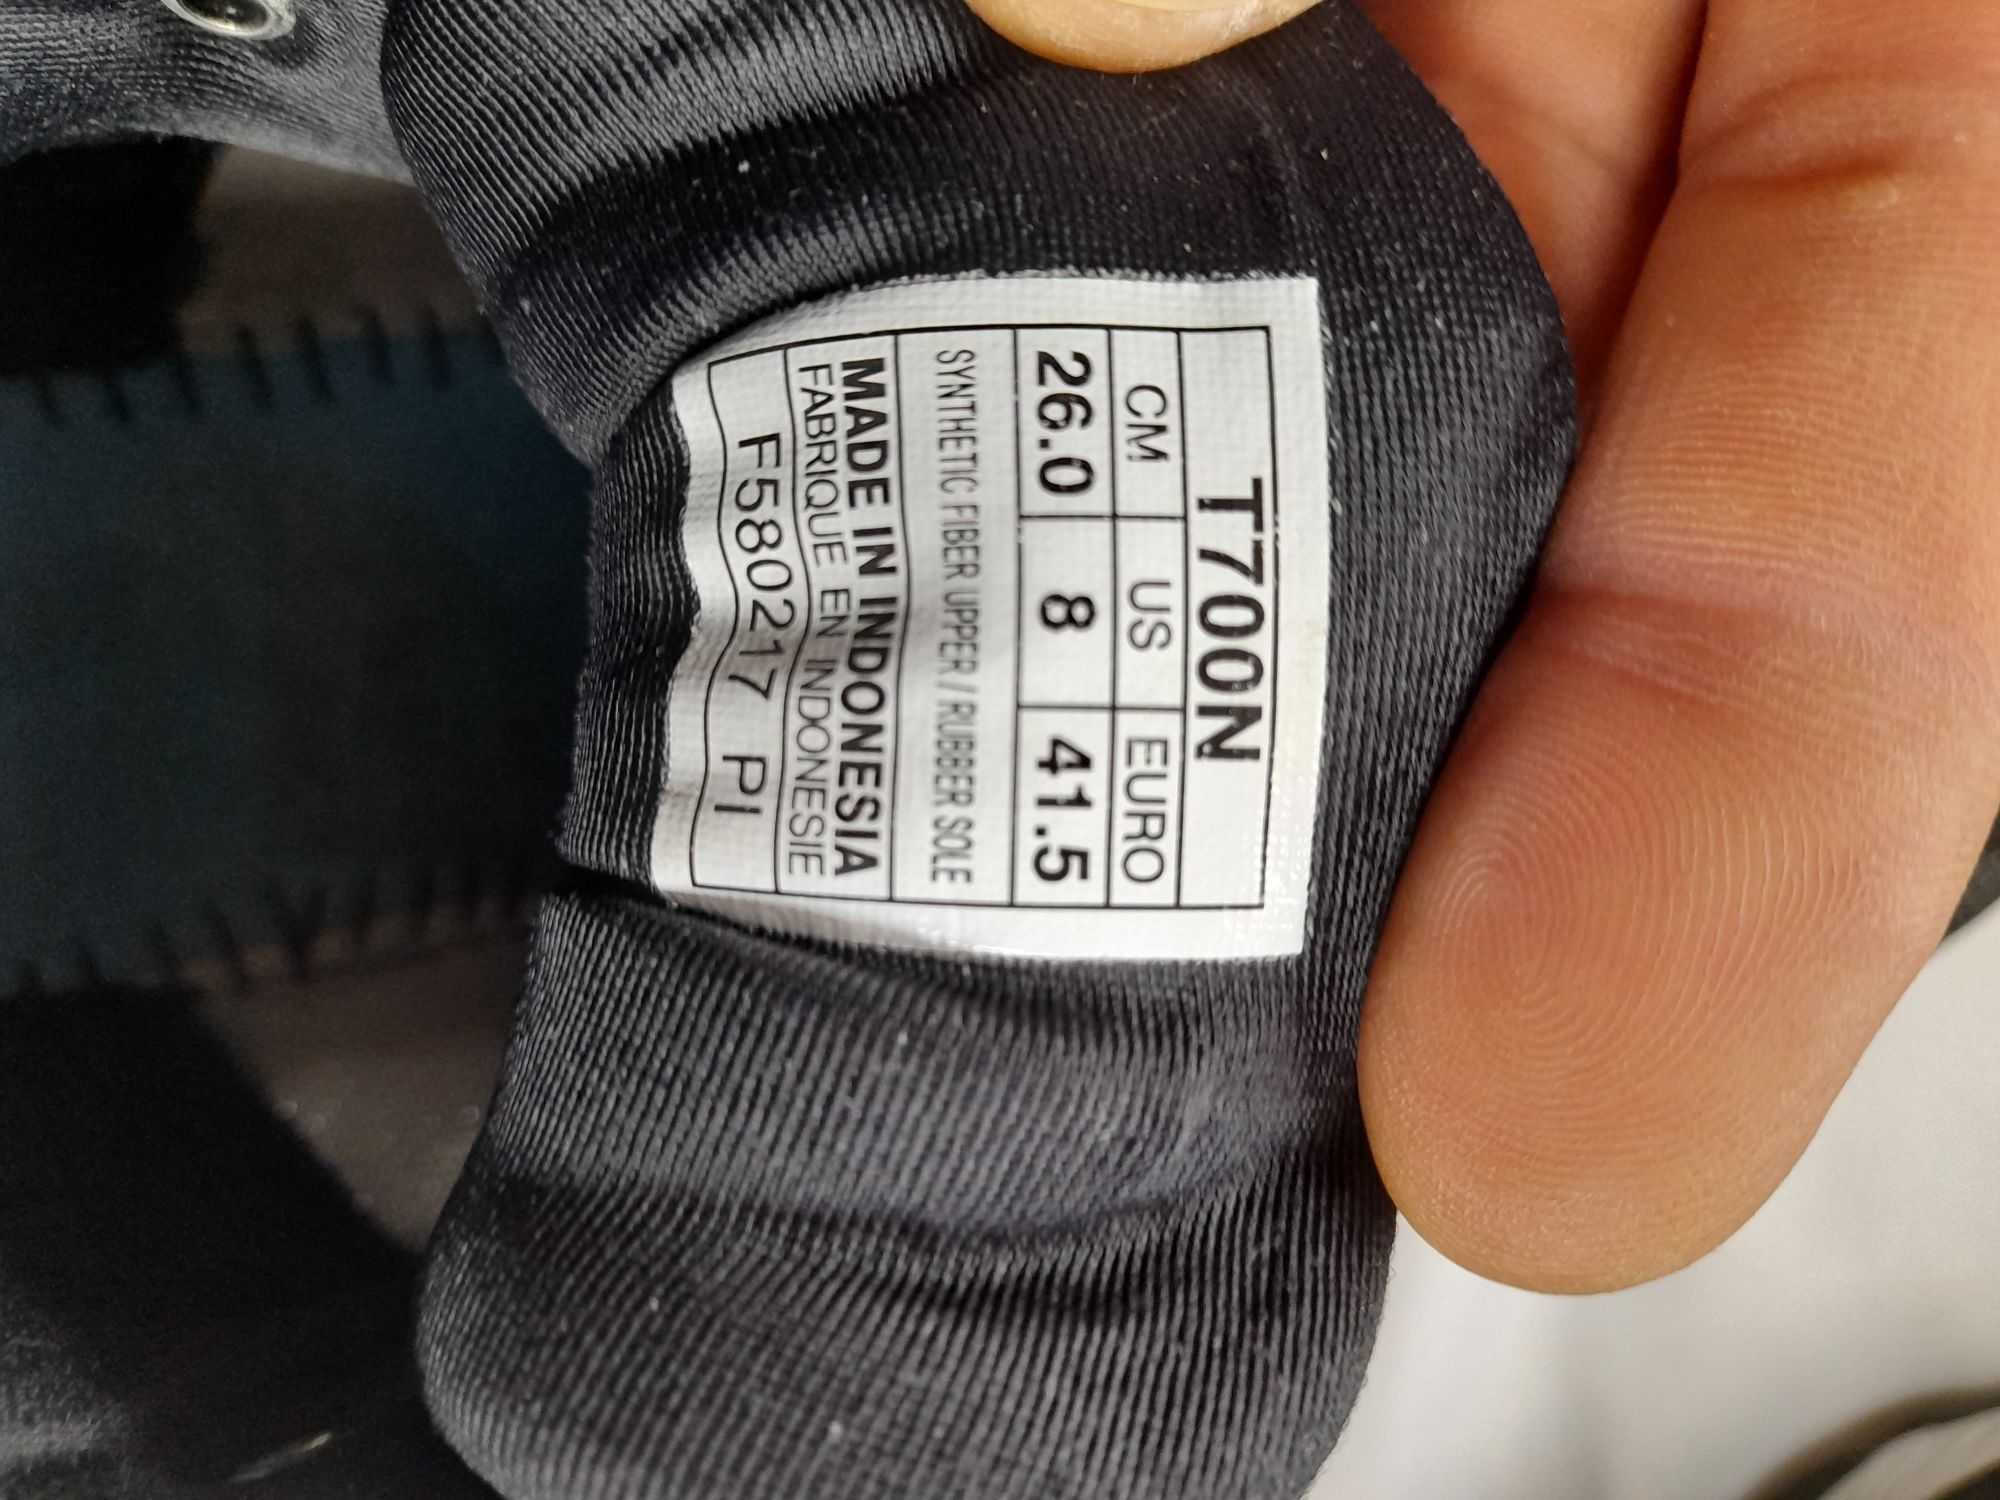 T700N
CM US EURO
26.0 8 41.5
SYNTHETIC FIBER UPPER / RUBBER SOLE
MADE IN INDONESIA
FABRIQUE EN INDONESIE
F580217 PI